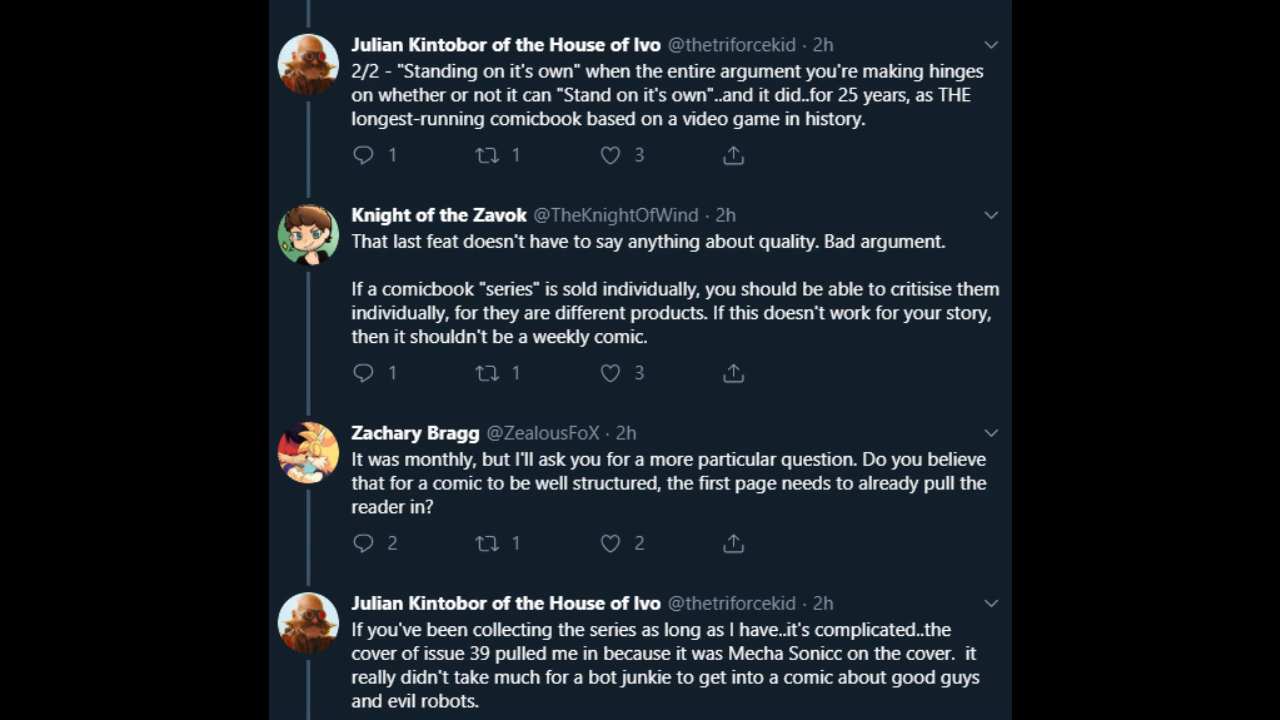 Julian Kintobor of the House of Ivo @thetriforcekid · 2h
2/2 - "Standing on it's own" when the entire argument you're making hinges
on whether or not it can "Stand on it's own"..and it did..for 25 years, as THE
longest-running comicbook based on a video game in history.
1 1 3
Knight of the Zavok @TheKnightOfWind · 2h
That last feat doesn't have to say anything about quality. Bad argument.
If a comicbook "series" is sold individually, you should be able to critisise them
individually, for they are different products. If this doesn't work for your story,
then it shouldn't be a weekly comic.
1 1 3
Zachary Bragg @ZealousFoX · 2h
It was monthly, but I'll ask you for a more particular question. Do you believe
that for a comic to be well structured, the first page needs to already pull the
reader in?
2 1 2
Julian Kintobor of the House of Ivo @thetriforcekid · 2h
If you've been collecting the series as long as I have..it's complicated..the
cover of issue 39 pulled me in because it was Mecha Sonicc on the cover.  it
really didn't take much for a bot junkie to get into a comic about good guys
and evil robots.